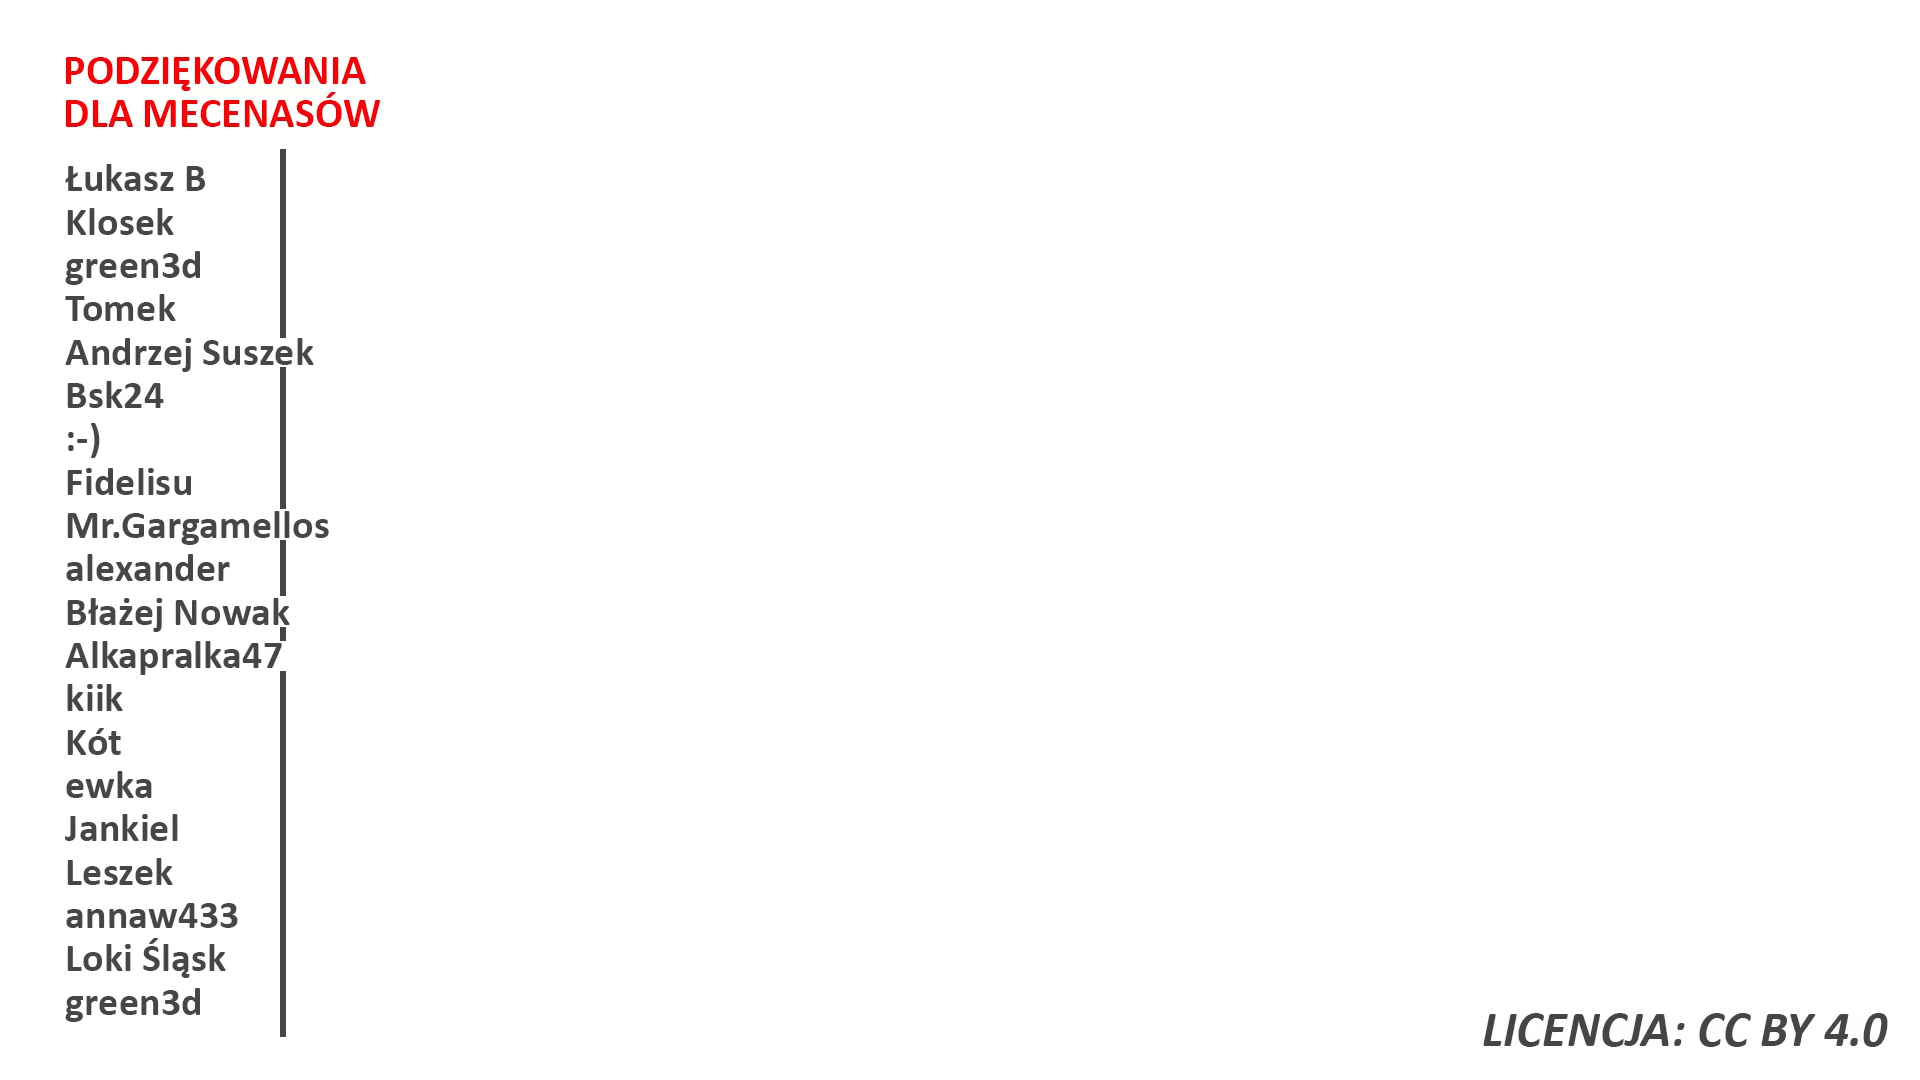 PODZIĘKOWANIA
DLA MECENASÓW
Łukasz B
Klosek
green3d
Tomek
Andrzej Suszek
Bsk24
:-)
Fidelisu
Mr.Gargamellos
alexander
Błażej Nowak
Alkapralka47
kiik
Kót
ewka
Jankiel
Leszek
annaw433
Loki Śląsk
green3d
LICENCJA: CC BY 4.0